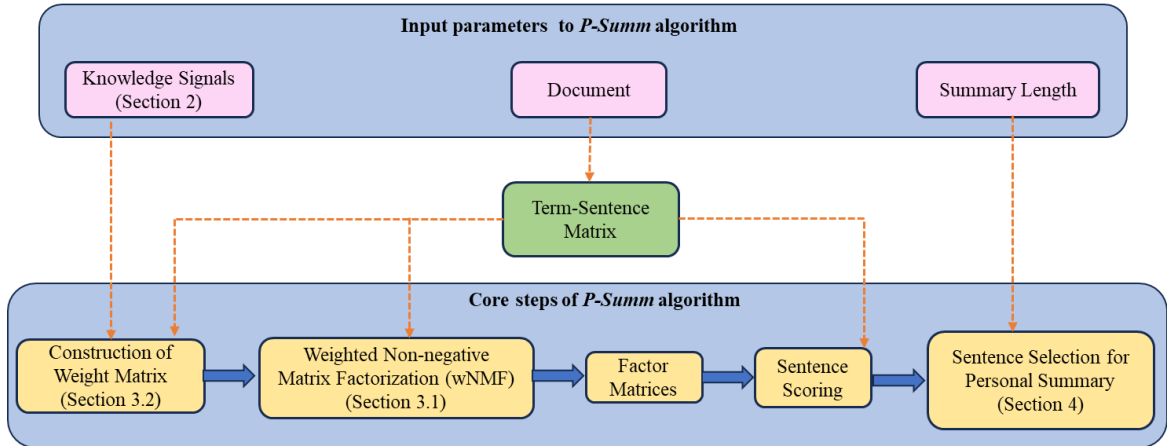 Input parameters to P-Summ algorithm
Knowledge Signals
(Section 2)
Document
Summary Length
Term-Sentence
Matrix
Core steps of P-Summ algorithm
Construction of
Weight Matrix
(Section 3.2)
Weighted Non-negative
Matrix Factorization (wNMF)
(Section 3.1)
Factor
Matrices
Sentence
Scoring
Sentence Selection for
Personal Summary
(Section 4)